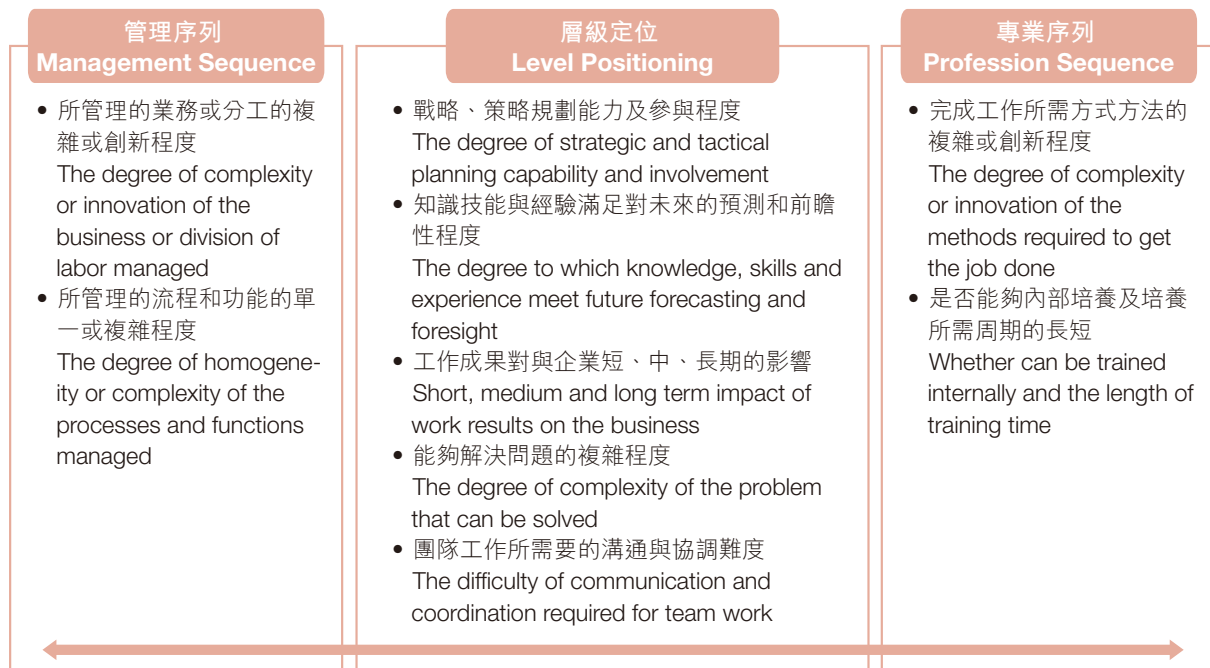 管理序列
Management Sequence
• 所管理的業務或分工的複
雜或創新程度
The degree of complexity
or innovation of the
business or division of
labor managed
• 所管理的流程和功能的單
一或複雜程度
The degree of homogene-
ity or complexity of the
processes and functions
managed
層級定位
Level Positioning
• 戰略、策略規劃能力及參與程度
The degree of strategic and tactical
planning capability and involvement
• 知識技能與經驗滿足對未來的預測和前瞻
性程度
The degree to which knowledge, skills and
experience meet future forecasting and
foresight
• 工作成果對與企業短、中、長期的影響
Short, medium and long term impact of
work results on the business
• 能夠解決問題的複雜程度
The degree of complexity of the problem
that can be solved
• 團隊工作所需要的溝通與協調難度
The difficulty of communication and
coordination required for team work
專業序列
Profession Sequence
• 完成工作所需方式方法的
複雜或創新程度
The degree of complexity
or innovation of the
methods required to get
the job done
• 是否能夠內部培養及培養
所需周期的長短
Whether can be trained
internally and the length of
training time